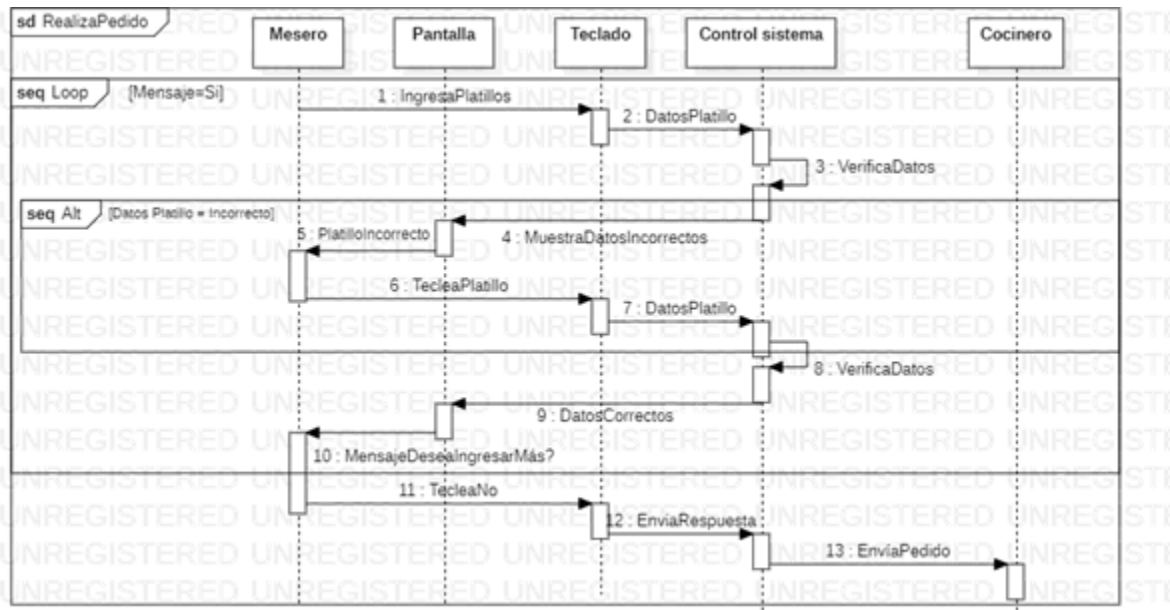 sd RealizaPedido
Mesero
Pantalla
Teclado
Control sistema
Cocinero
seq Loop
[Mensaje=Si]
1 : IngresaPlatillos
2 : DatosPlatillo
3 : VerificaDatos
seq Alt
[Datos Platillo = Incorrecto]
5 : PlatilloIncorrecto
4 : MuestraDatosIncorrectos
6 : TecleaPlatillo
7 : DatosPlatillo
8 : VerificaDatos
9 : DatosCorrectos
10 : MensajeDeseaIngresarMás?
11 : TecleaNo
12 : EnviaRespuesta
13 : EnvíaPedido
UNREGISTERED